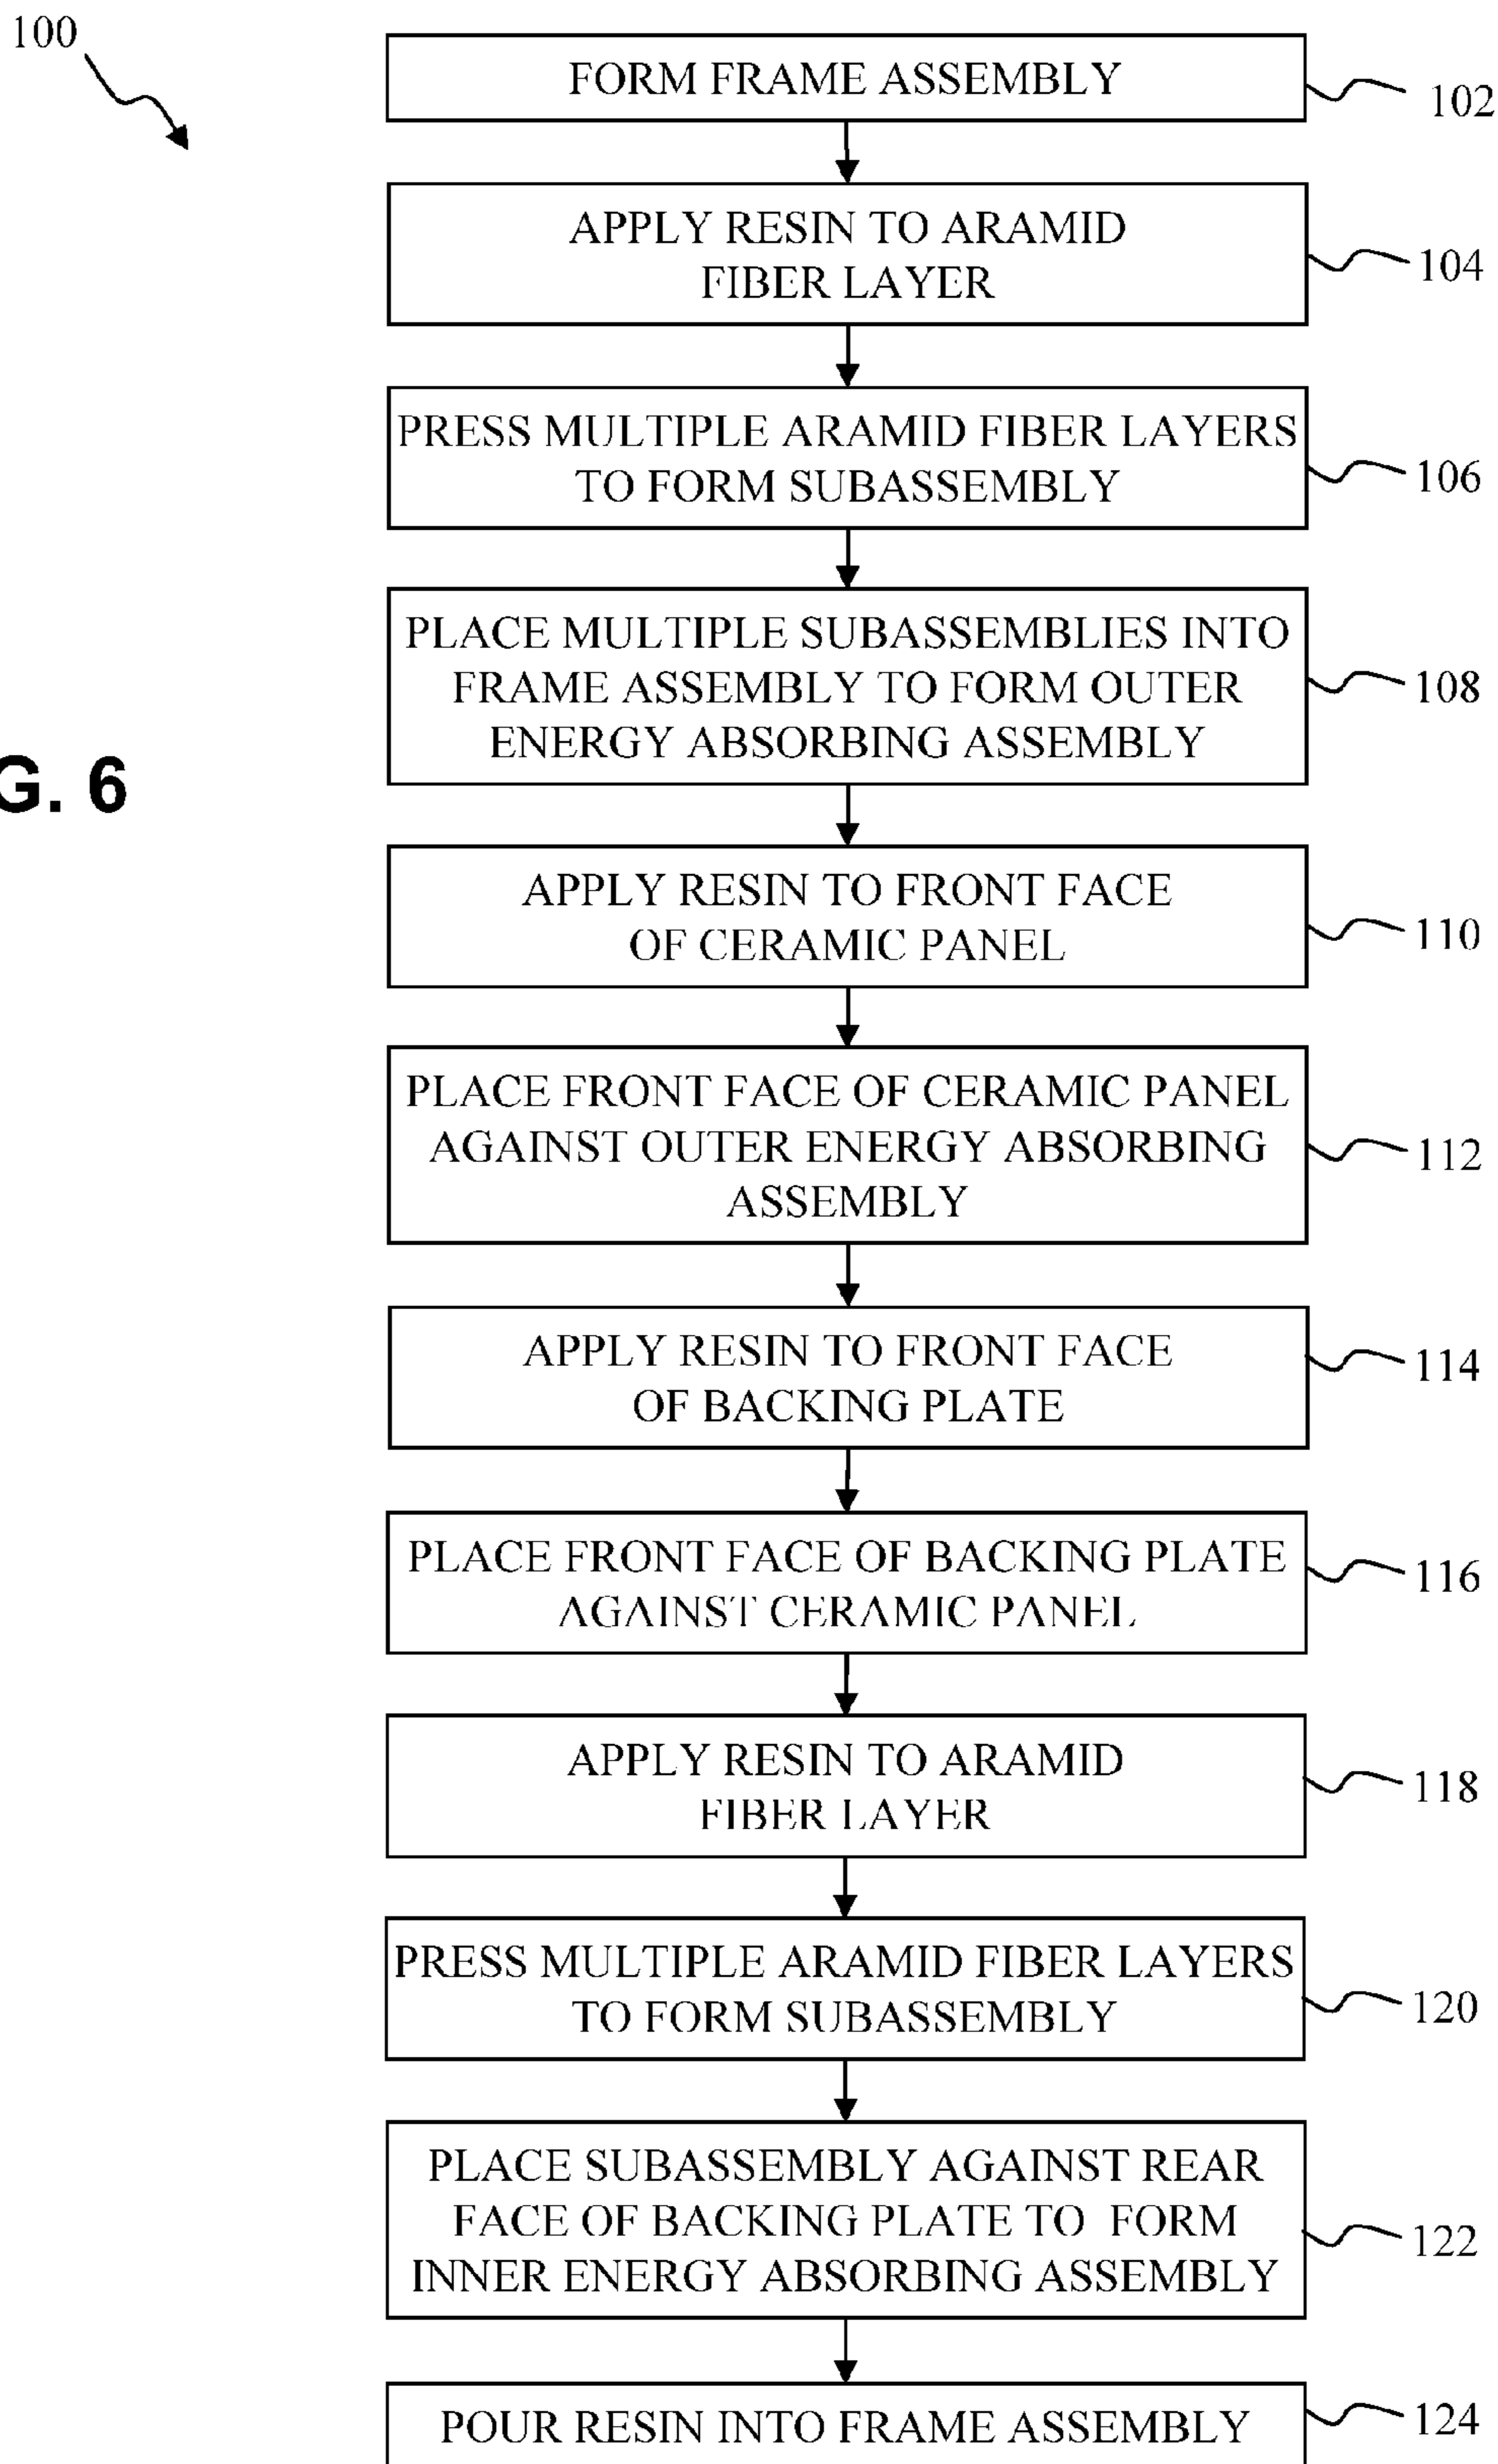 100
FORM FRAME ASSEMBLY
102
APPLY RESIN TO ARAMID
FIBER LAYER
104
PRESS MULTIPLE ARAMID FIBER LAYERS
TO FORM SUBASSEMBLY
106
PLACE MULTIPLE SUBASSEMBLIES INTO
FRAME ASSEMBLY TO FORM OUTER
ENERGY ABSORBING ASSEMBLY
108
G. 6
APPLY RESIN TO FRONT FACE
OF CERAMIC PANEL
110
PLACE FRONT FACE OF CERAMIC PANEL
AGAINST OUTER ENERGY ABSORBING
ASSEMBLY
112
APPLY RESIN TO FRONT FACE
OF BACKING PLATE
114
PLACE FRONT FACE OF BACKING PLATE
AGAINST CERAMIC PANEL
116
APPLY RESIN TO ARAMID
FIBER LAYER
118
PRESS MULTIPLE ARAMID FIBER LAYERS
TO FORM SUBASSEMBLY
120
PLACE SUBASSEMBLY AGAINST REAR
FACE OF BACKING PLATE TO FORM
INNER ENERGY ABSORBING ASSEMBLY
122
POUR RESIN INTO FRAME ASSEMBLY
124